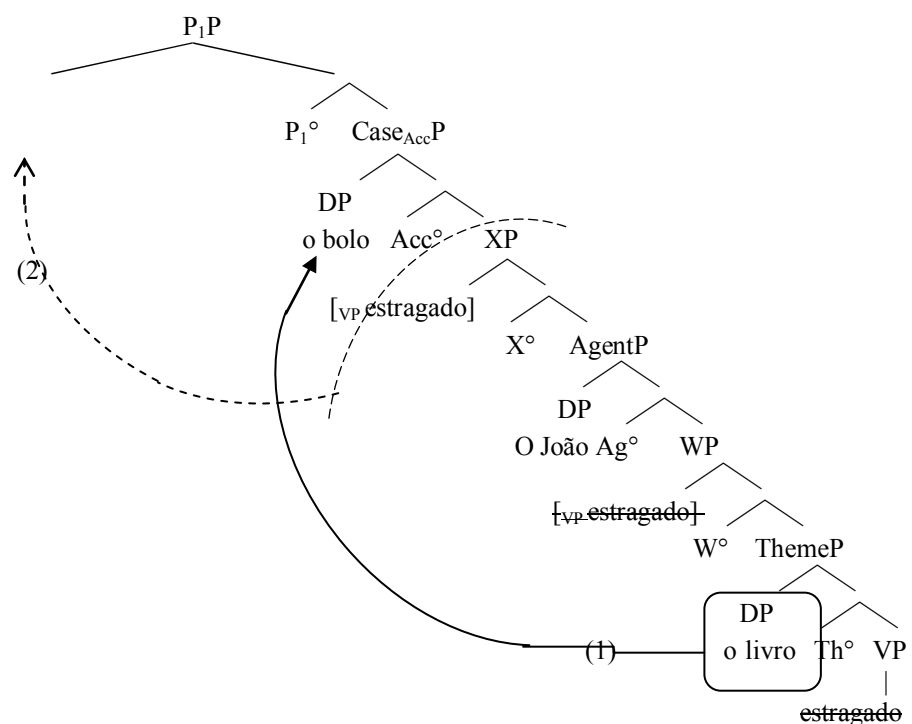 P₁P
P₁° Case_AccP
DP
o bolo Acc° XP
(2)
[VP estragado]
X° AgentP
DP
O João Ag° WP
[VP estragado]
W° ThemeP
DP
(1) o livro Th° VP
estragado